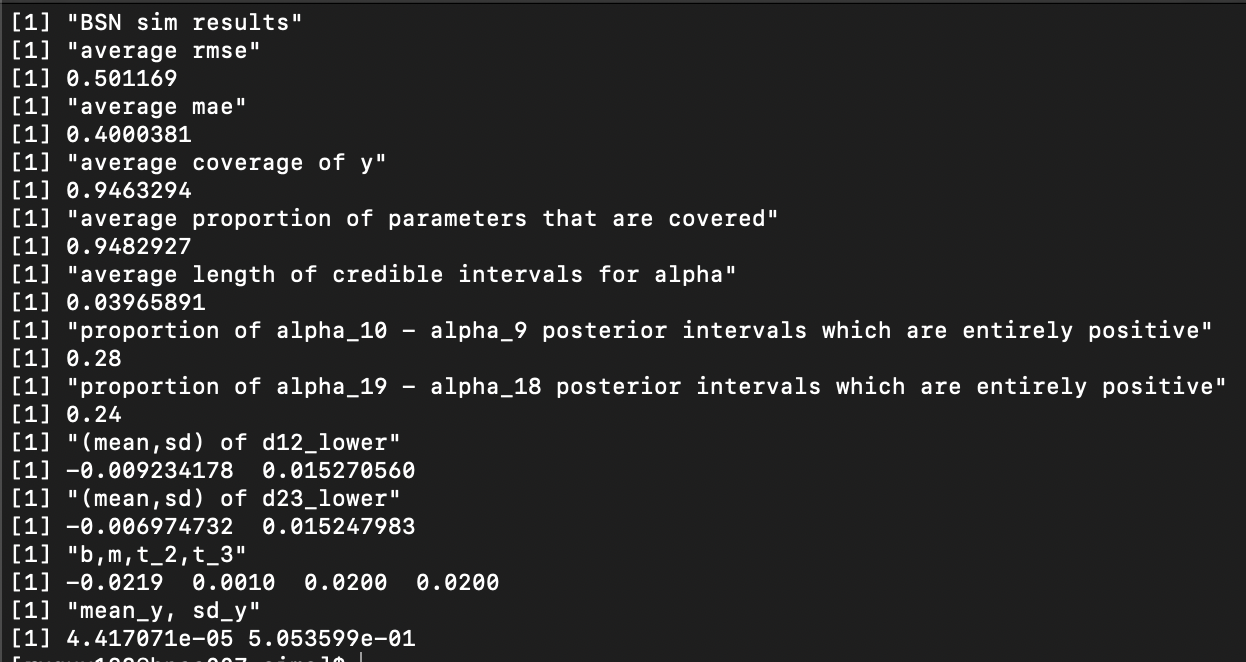 [1] "BSN sim results"
[1] "average rmse"
[1] 0.501169
[1] "average mae"
[1] 0.4000381
[1] "average coverage of y"
[1] 0.9463294
[1] "average proportion of parameters that are covered"
[1] 0.9482927
[1] "average length of credible intervals for alpha"
[1] 0.03965891
[1] "proportion of alpha_10 - alpha_9 posterior intervals which are entirely positive"
[1] 0.28
[1] "proportion of alpha_19 - alpha_18 posterior intervals which are entirely positive"
[1] 0.24
[1] "(mean,sd) of d12_lower"
[1] -0.009234178  0.015270560
[1] "(mean,sd) of d23_lower"
[1] -0.006974732  0.015247983
[1] "b,m,t_2,t_3"
[1] -0.0219  0.0010  0.0200  0.0200
[1] "mean_y, sd_y"
[1] 4.417071e-05 5.053599e-01